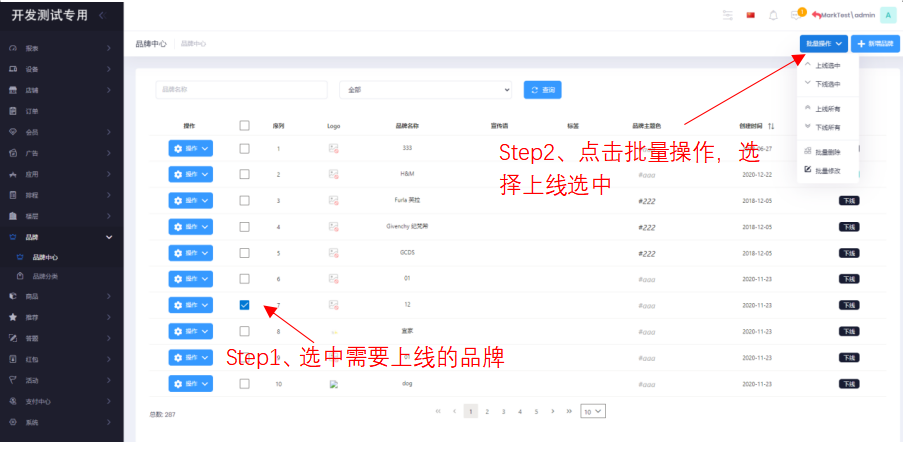 开发测试专用
报表
设备
店铺
订单
会员
广告
应用
排程
楼层
品牌
品牌中心
品牌分类
商品
推荐
智能
红包
活动
支付中心
系统
1
MarkTest\admin
A
品牌中心 品牌中心
批量操作
新增品牌
上线选中
下线选中
上线所有
下线所有
批量删除
批量修改
品牌名称
全部
查询
操作 序列 Logo 品牌名称 宣传语 标签 品牌主题色 创建时间
操作 1 333 06-27
操作 2 H&M #aaa 2020-12-22
操作 3 Furla 芙拉 #222 2018-12-05 下线
操作 4 Givenchy 纪梵希 #222 2018-12-05 下线
操作 5 GCDS #222 2018-12-05 下线
操作 6 01 #aaa 2020-11-23 下线
操作 7 12 #aaa 2020-11-23 下线
操作 8 宜家 #aaa 2020-11-23 下线
操作 9 #aaa 2020-11-23 下线
操作 10 dog #aaa 2020-11-23 下线
Step2、点击批量操作，选
择上线选中
Step1、选中需要上线的品牌
总数: 287
1 2 3 4 5 10